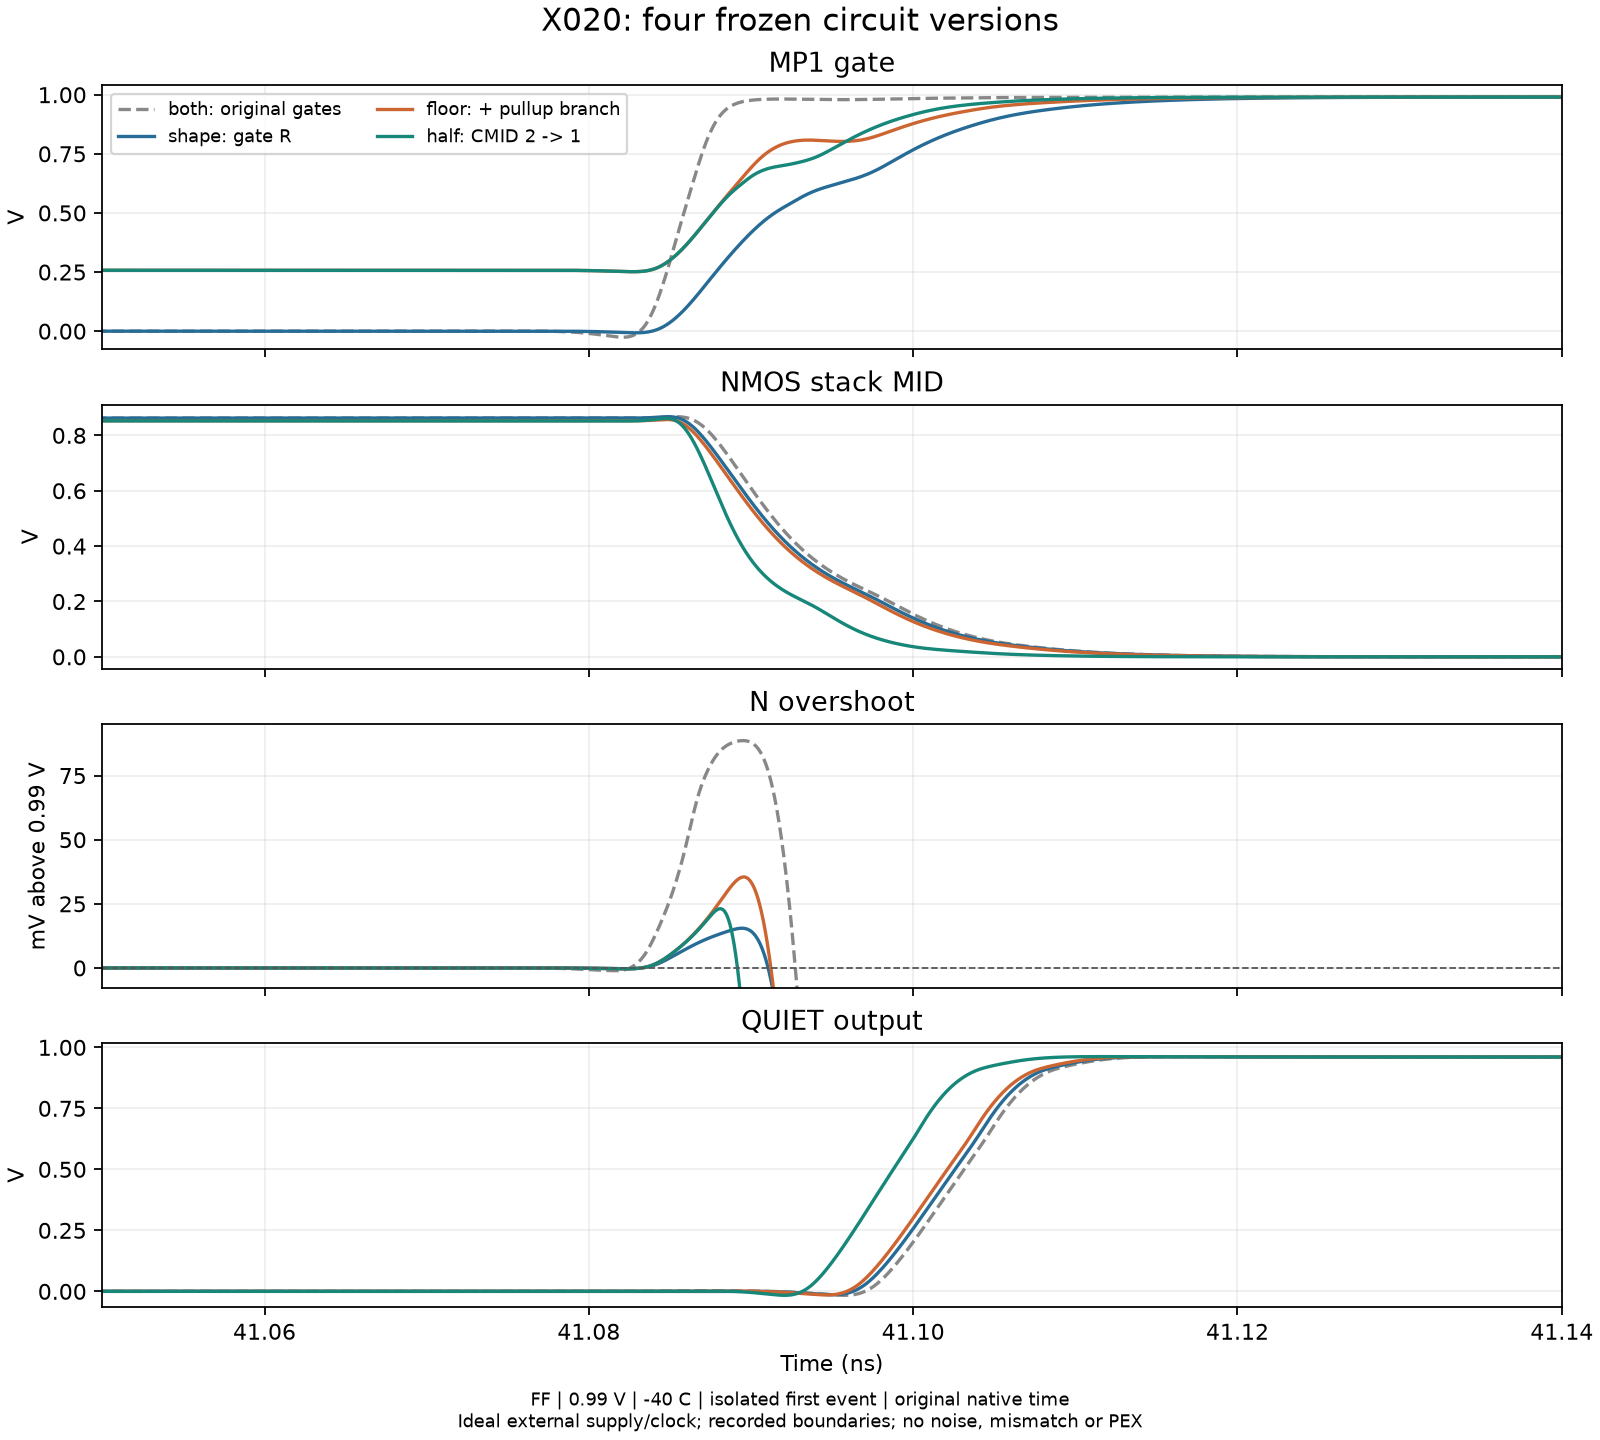 X020: four frozen circuit versions
MP1 gate
both: original gates
shape: gate R
floor: + pullup branch
half: CMID 2 -> 1
1.00
0.75
0.50
0.25
0.00
V
NMOS stack MID
0.8
0.6
0.4
0.2
0.0
V
N overshoot
75
50
25
0
mV above 0.99 V
QUIET output
1.00
0.75
0.50
0.25
0.00
V
41.06 41.08 41.10 41.12 41.14
Time (ns)
FF | 0.99 V | -40 C | isolated first event | original native time
Ideal external supply/clock; recorded boundaries; no noise, mismatch or PEX